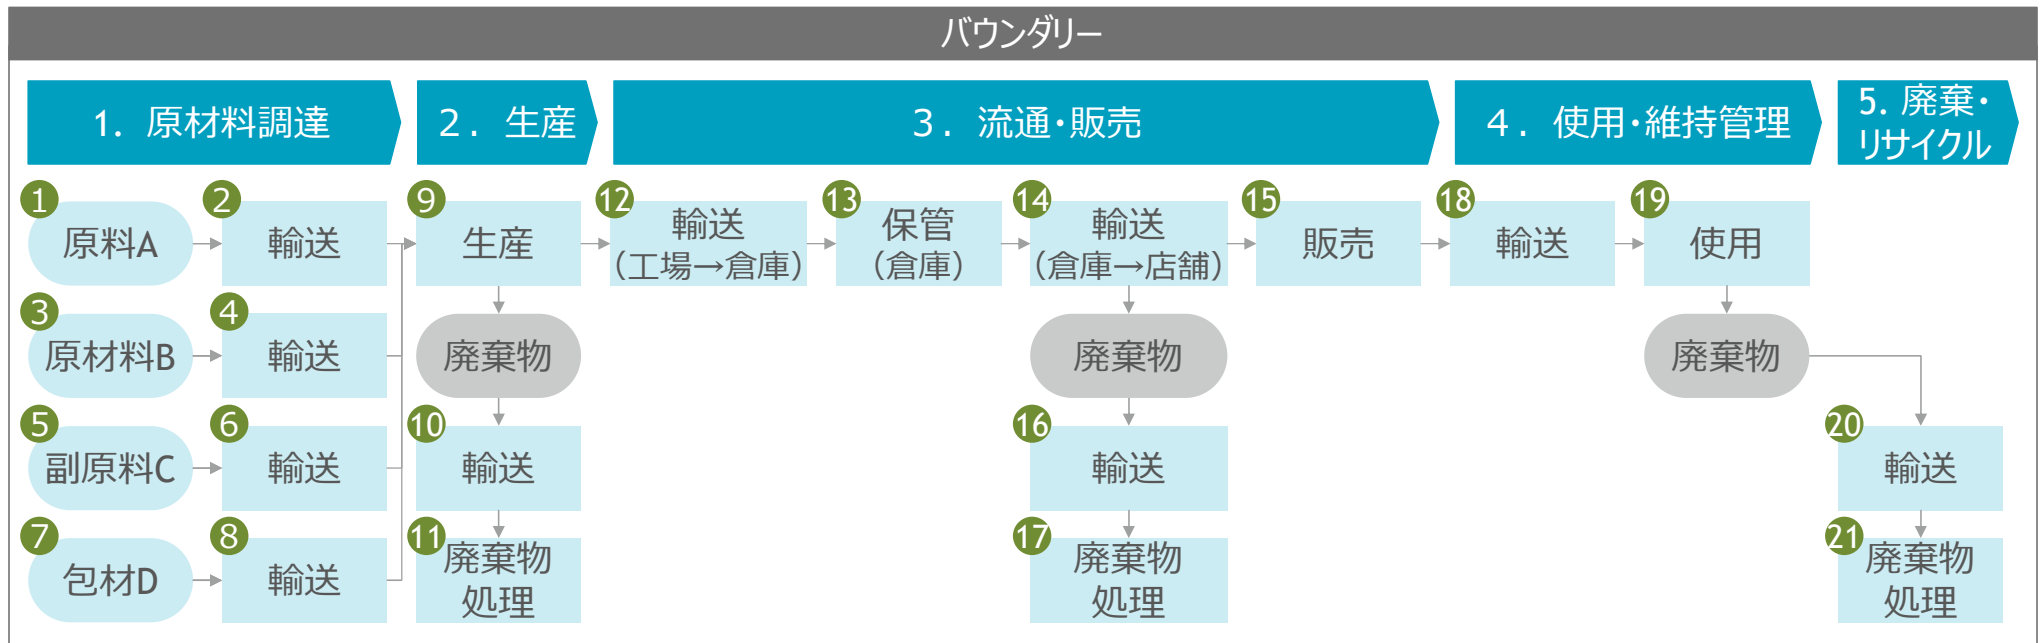 バウンダリー
1. 原材料調達
2. 生産
3. 流通・販売
4. 使用・維持管理
5. 廃棄・
リサイクル
1
原料A
2
輸送
9
生産
12
輸送
（工場→倉庫）
13
保管
（倉庫）
14
輸送
（倉庫→店舗）
15
販売
18
輸送
19
使用
3
原材料B
4
輸送
廃棄物
廃棄物
廃棄物
5
副原料C
6
輸送
10
輸送
16
輸送
20
輸送
7
包材D
8
輸送
11
廃棄物
処理
17
廃棄物
処理
21
廃棄物
処理